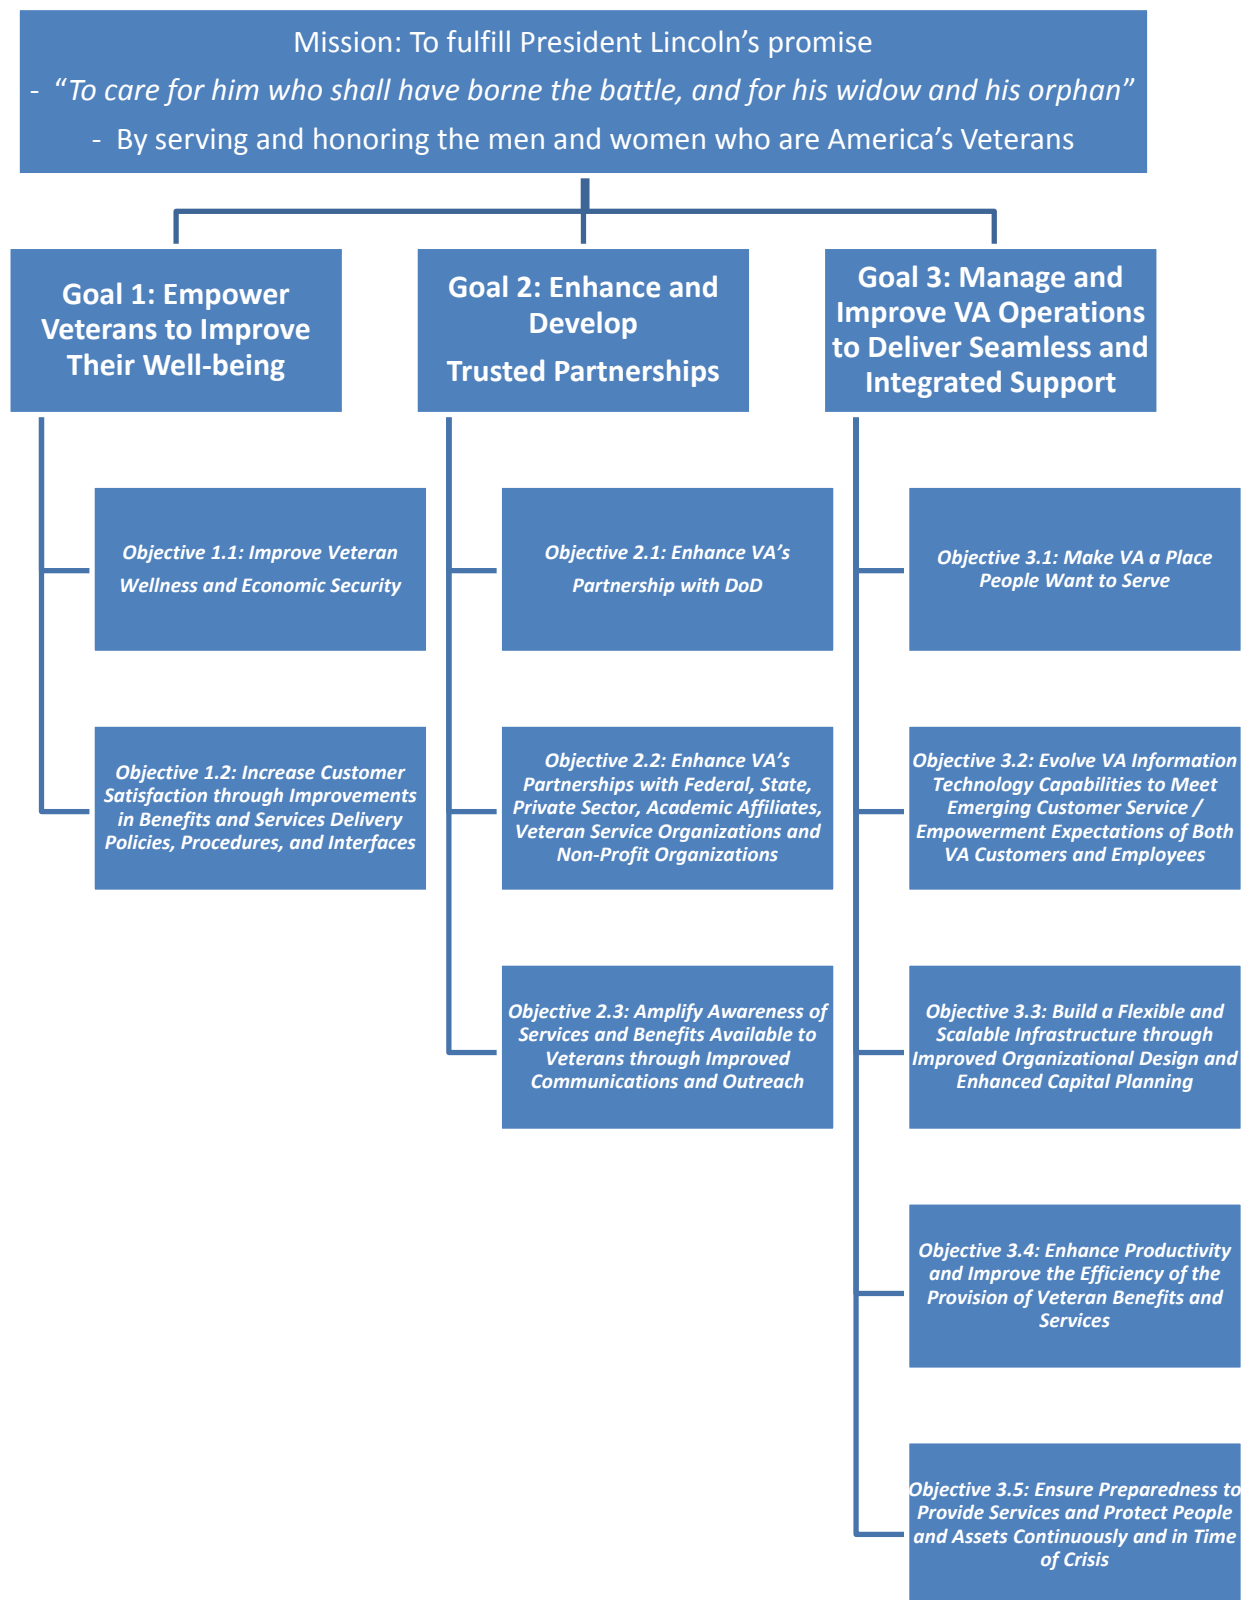 Mission: To fulfill President Lincoln’s promise
- “To care for him who shall have borne the battle, and for his widow and his orphan”
- By serving and honoring the men and women who are America’s Veterans
Goal 1: Empower
Veterans to Improve
Their Well-being
Objective 1.1: Improve Veteran
Wellness and Economic Security
Objective 1.2: Increase Customer
Satisfaction through Improvements
in Benefits and Services Delivery
Policies, Procedures, and Interfaces
Goal 2: Enhance and
Develop
Trusted Partnerships
Objective 2.1: Enhance VA’s
Partnership with DoD
Objective 2.2: Enhance VA’s
Partnerships with Federal, State,
Private Sector, Academic Affiliates,
Veteran Service Organizations and
Non-Profit Organizations
Objective 2.3: Amplify Awareness of
Services and Benefits Available to
Veterans through Improved
Communications and Outreach
Goal 3: Manage and
Improve VA Operations
to Deliver Seamless and
Integrated Support
Objective 3.1: Make VA a Place
People Want to Serve
Objective 3.2: Evolve VA Information
Technology Capabilities to Meet
Emerging Customer Service /
Empowerment Expectations of Both
VA Customers and Employees
Objective 3.3: Build a Flexible and
Scalable Infrastructure through
Improved Organizational Design and
Enhanced Capital Planning
Objective 3.4: Enhance Productivity
and Improve the Efficiency of the
Provision of Veteran Benefits and
Services
Objective 3.5: Ensure Preparedness to
Provide Services and Protect People
and Assets Continuously and in Time
of Crisis